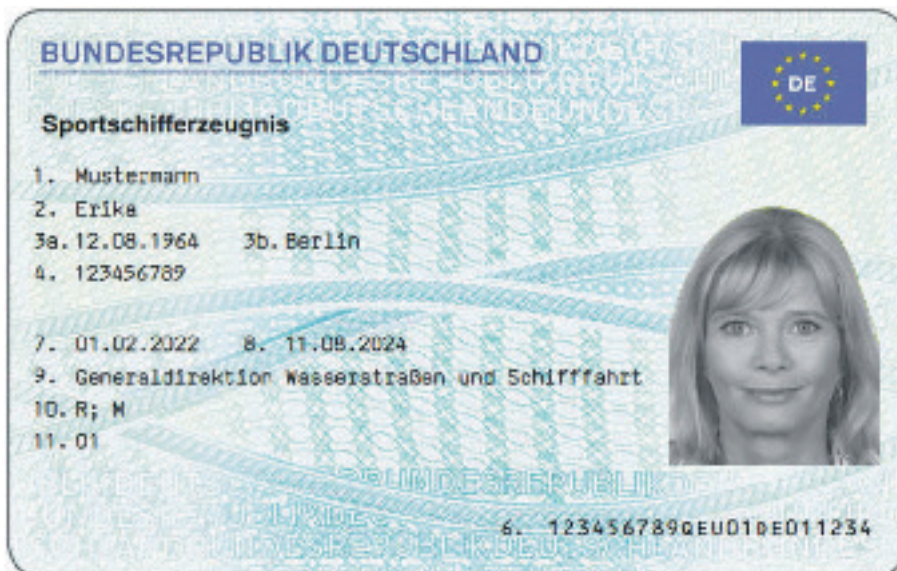 BUNDESREPUBLIK DEUTSCHLAND
DE
Sportschifferzeugnis
1. Mustermann
2. Erika
3a. 12.08.1964 3b. Berlin
4. 123456789
7. 01.02.2022 8. 11.08.2024
9. Generaldirektion Wasserstraßen und Schifffahrt
10. R; M
11. 01
6. 123456789QEU01DE011234